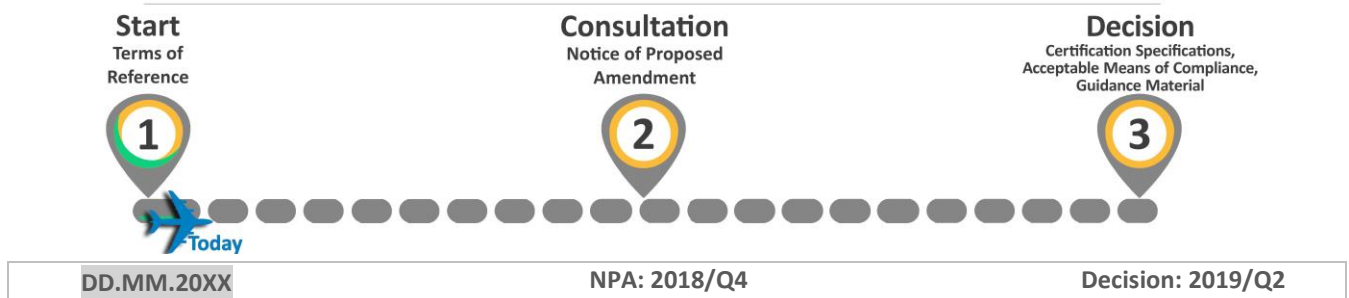 Start
Terms of
Reference
1
Today
Consultation
Notice of Proposed
Amendment
2
Decision
Certification Specifications,
Acceptable Means of Compliance,
Guidance Material
3
DD.MM.20XX
NPA: 2018/Q4
Decision: 2019/Q2